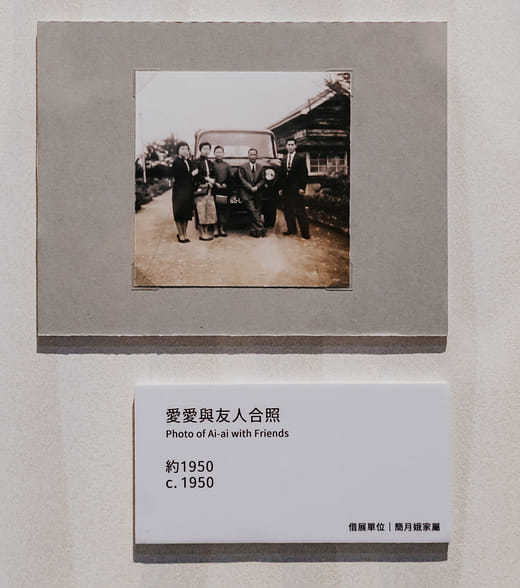 愛愛與友人合照
Photo of Ai-ai with Friends
約1950
c. 1950
借展單位｜簡月娥家屬